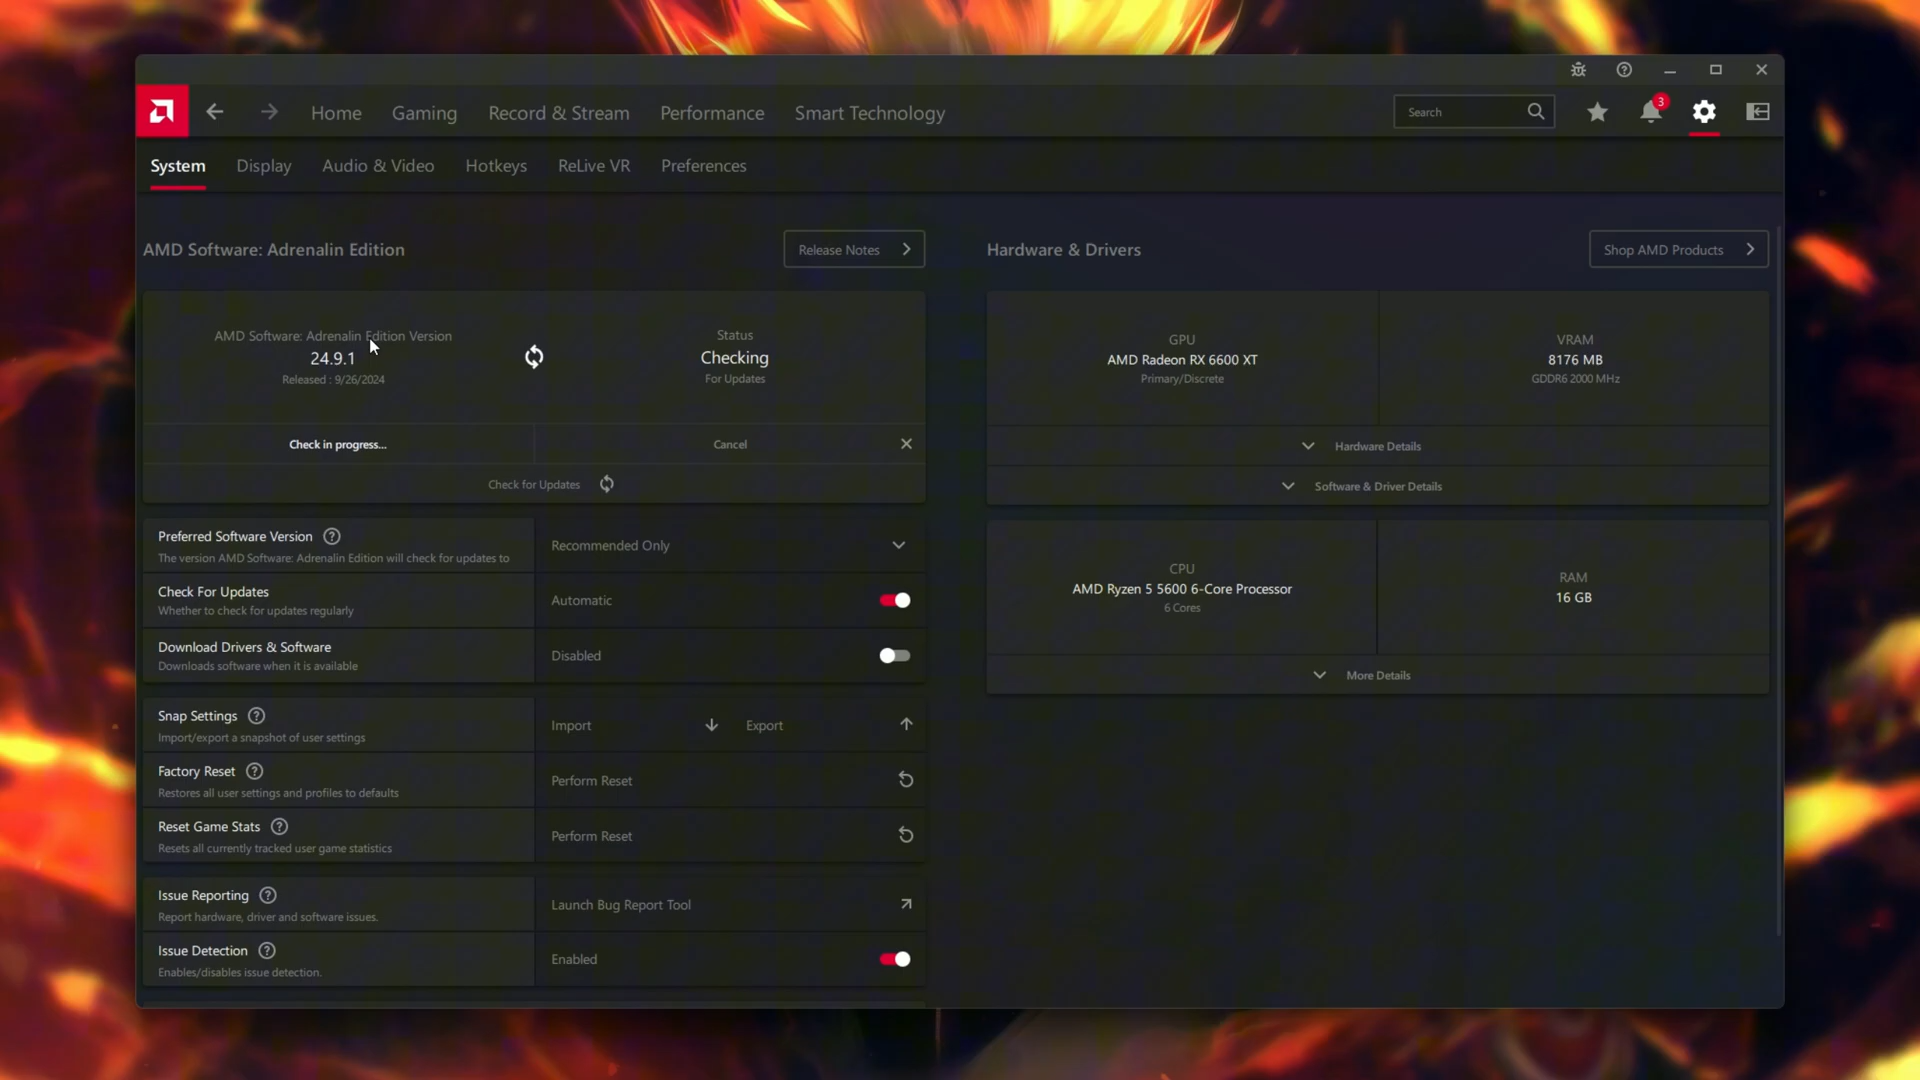 Home Gaming Record & Stream Performance Smart Technology Search 3
System Display Audio & Video Hotkeys ReLive VR Preferences
AMD Software: Adrenalin Edition
Release Notes
AMD Software: Adrenalin Edition Version
24.9.1
Released : 9/26/2024
Status
Checking
For Updates
Check in progress...
Cancel
Check for Updates
Preferred Software Version
The version AMD Software: Adrenalin Edition will check for updates to
Recommended Only
Check For Updates
Whether to check for updates regularly
Automatic
Download Drivers & Software
Downloads software when it is available
Disabled
Snap Settings
Import/export a snapshot of user settings
Import
Export
Factory Reset
Restores all user settings and profiles to defaults
Perform Reset
Reset Game Stats
Resets all currently tracked user game statistics
Perform Reset
Issue Reporting
Report hardware, driver and software issues.
Launch Bug Report Tool
Issue Detection
Enables/disables issue detection.
Enabled
Hardware & Drivers
Shop AMD Products
GPU
AMD Radeon RX 6600 XT
Primary/Discrete
VRAM
8176 MB
GDDR6 2000 MHz
Hardware Details
Software & Driver Details
CPU
AMD Ryzen 5 5600 6-Core Processor
6 Cores
RAM
16 GB
More Details